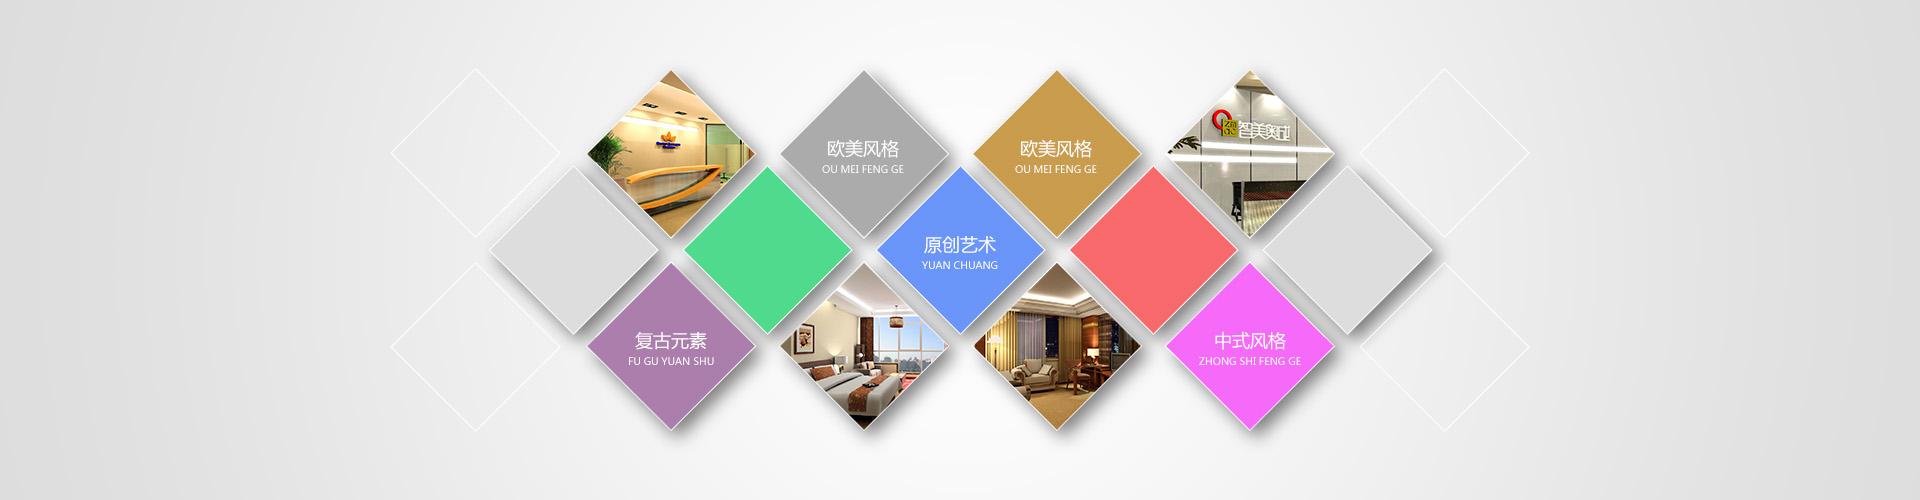 欧美风格
OU MEI FENG GE
欧美风格
OU MEI FENG GE
原创艺术
YUAN CHUANG
复古元素
FU GU YUAN SHU
中式风格
ZHONG SHI FENG GE